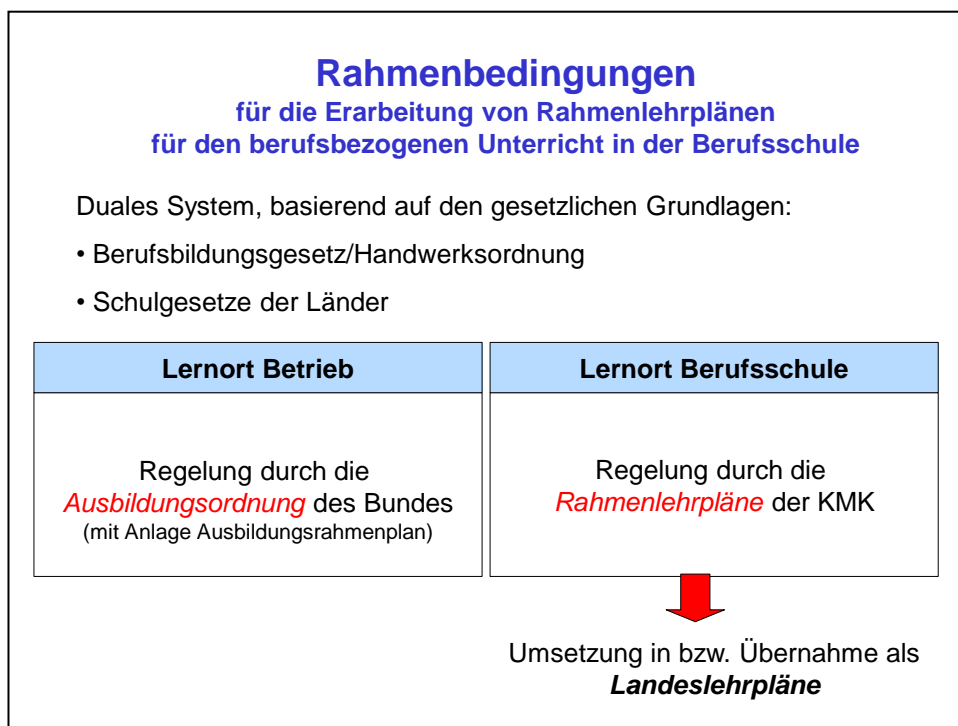 Rahmenbedingungen
für die Erarbeitung von Rahmenlehrplänen
für den berufsbezogenen Unterricht in der Berufsschule
Duales System, basierend auf den gesetzlichen Grundlagen:
• Berufsbildungsgesetz/Handwerksordnung
• Schulgesetze der Länder
Lernort Betrieb
Regelung durch die
Ausbildungsordnung des Bundes
(mit Anlage Ausbildungsrahmenplan)
Lernort Berufsschule
Regelung durch die
Rahmenlehrpläne der KMK
Umsetzung in bzw. Übernahme als
Landeslehrpläne